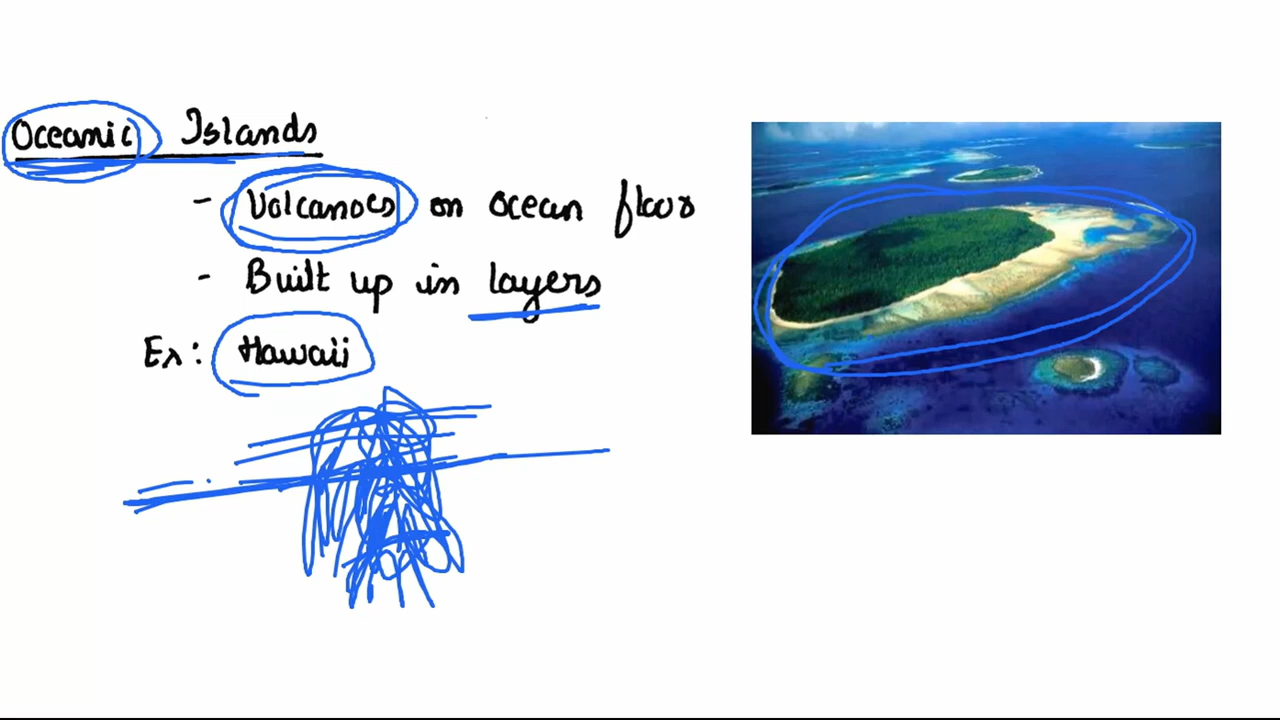 Oceanic Islands
- Volcanoes on ocean floor
- Built up in layers
Ex: Hawaii